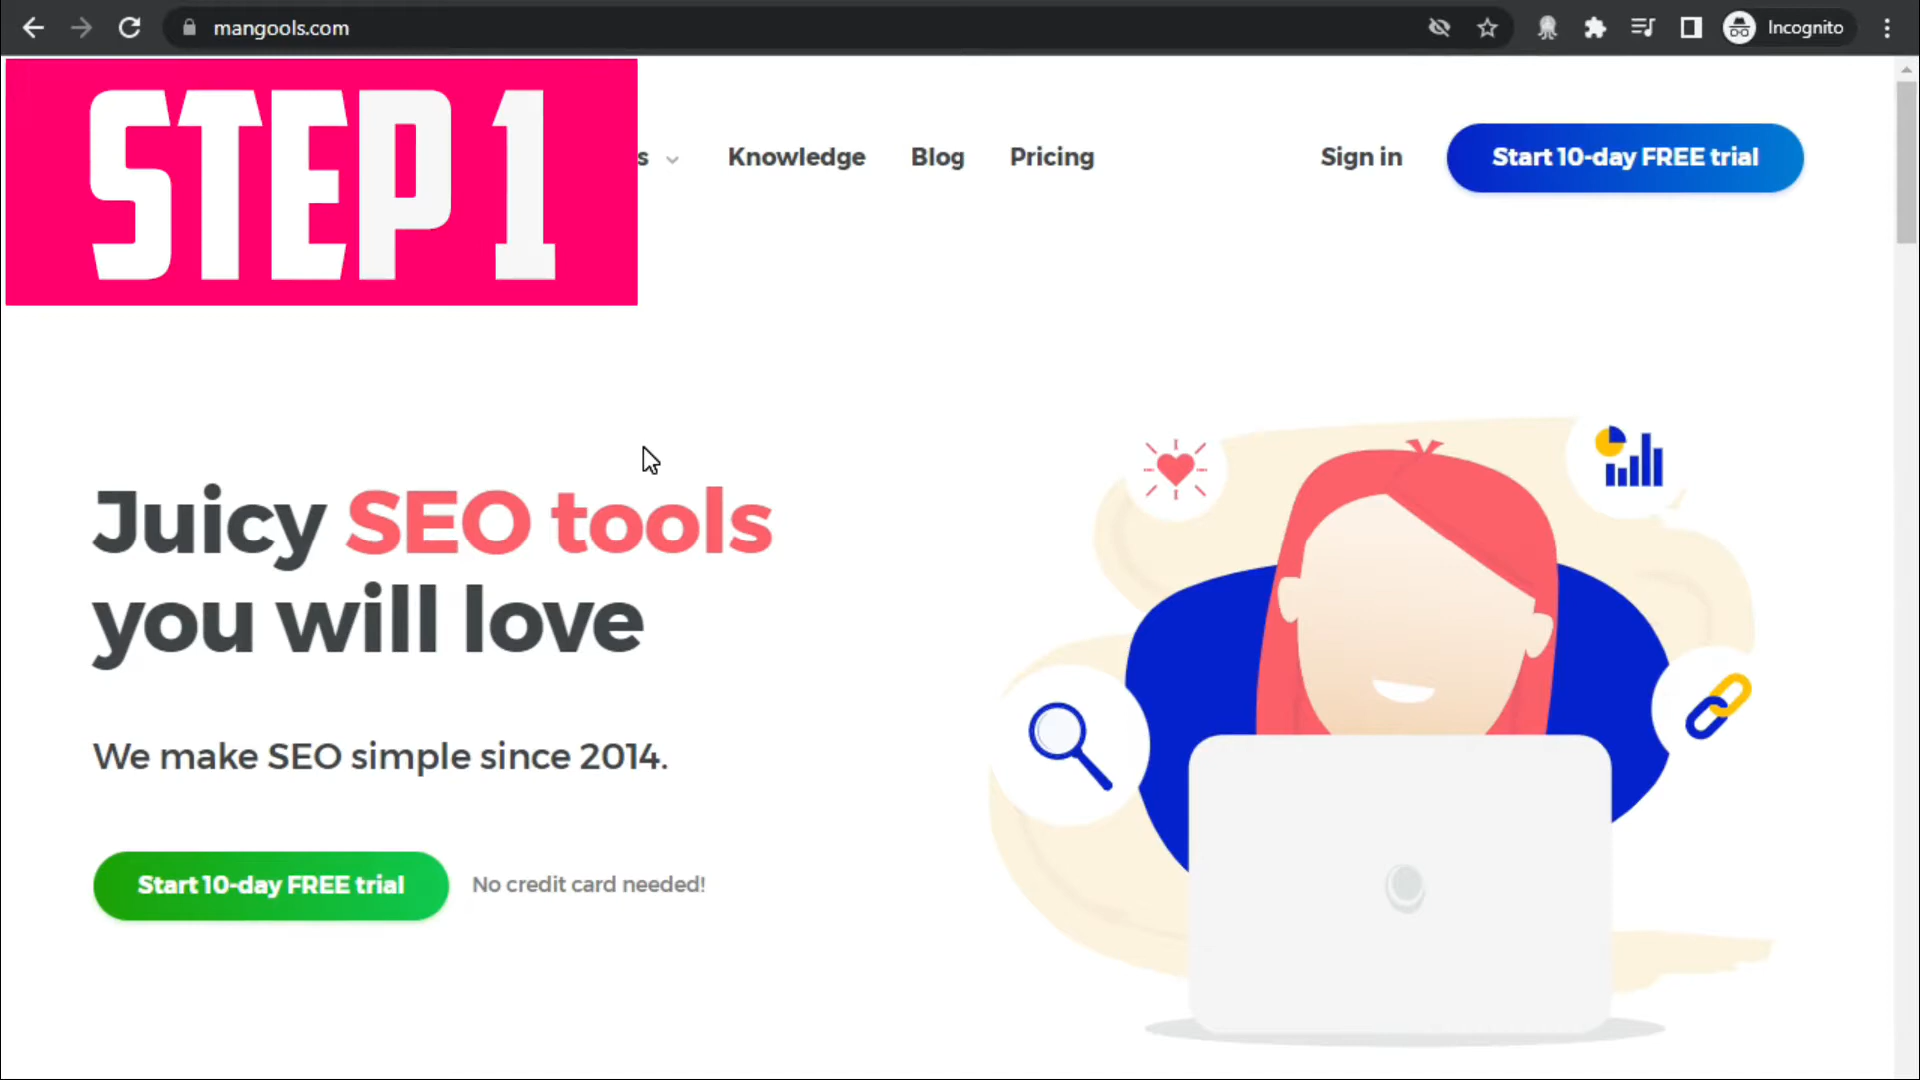 mangools.com
Incognito
STEP 1
s
Knowledge
Blog
Pricing
Sign in
Start 10-day FREE trial
Juicy SEO tools
you will love
We make SEO simple since 2014.
Start 10-day FREE trial
No credit card needed!